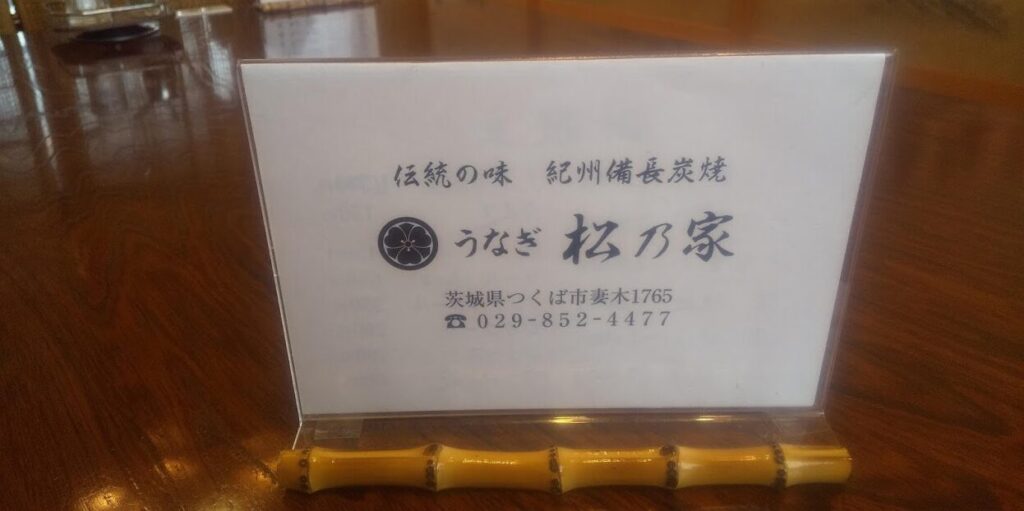 伝統の味　紀州備長炭焼
うなぎ 松乃家
茨城県つくば市妻木1765
☎ 029-852-4477